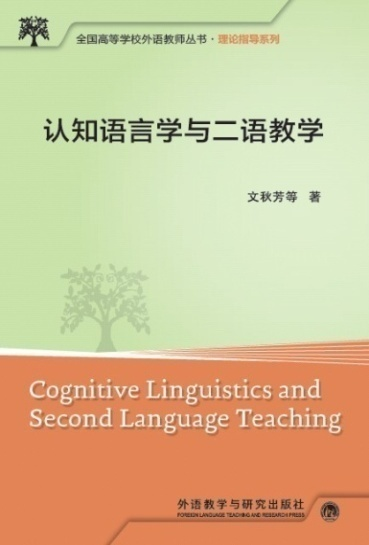 全国高等学校外语教师丛书·理论指导系列
认知语言学与二语教学
文秋芳等 著
Cognitive Linguistics and
Second Language Teaching
外语教学与研究出版社
FOREIGN LANGUAGE TEACHING AND RESEARCH PRESS